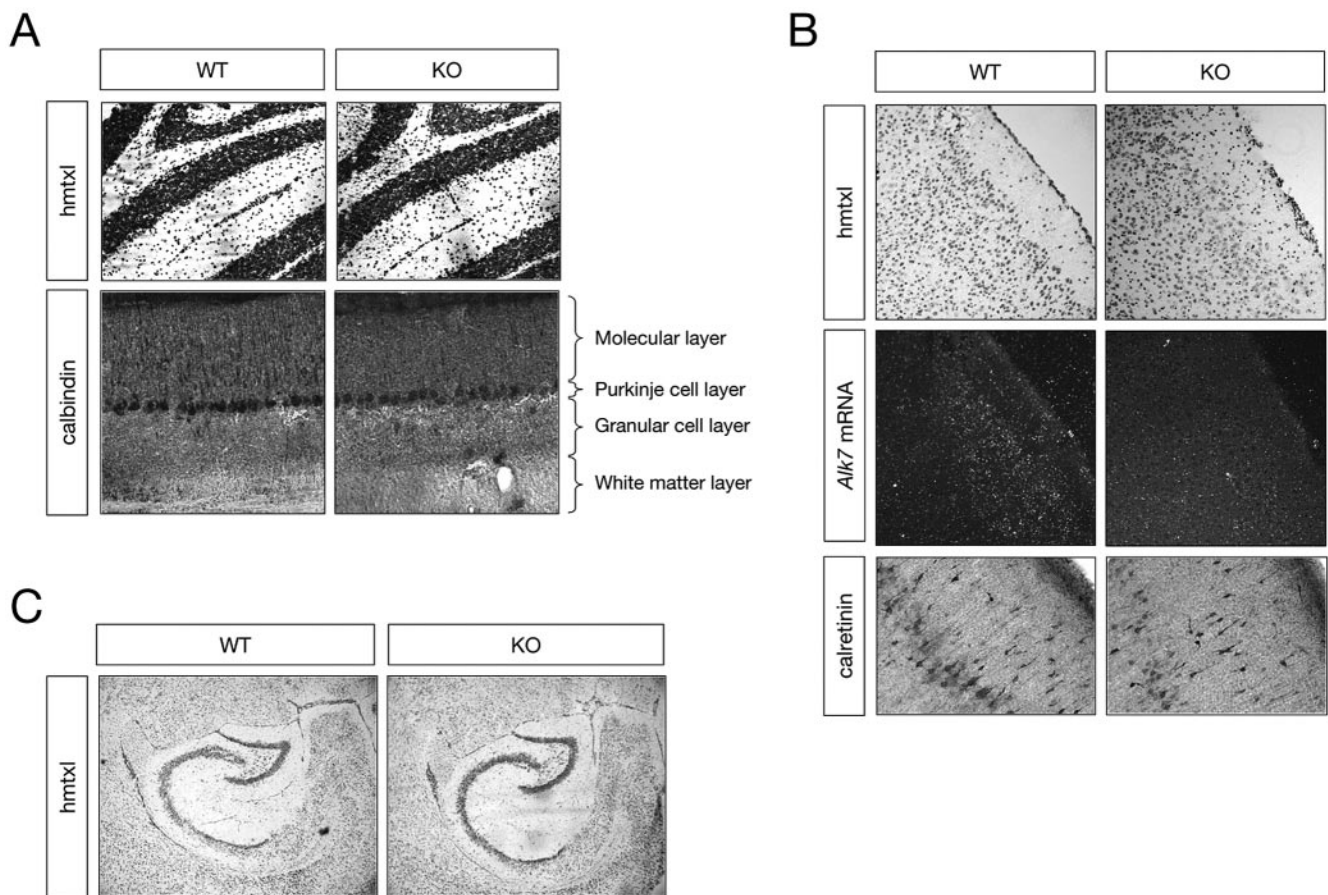 A
WT
KO
hmtxl
calbindin
Molecular layer
Purkinje cell layer
Granular cell layer
White matter layer
B
WT
KO
hmtxl
Alk7 mRNA
calretinin
C
WT
KO
hmtxl